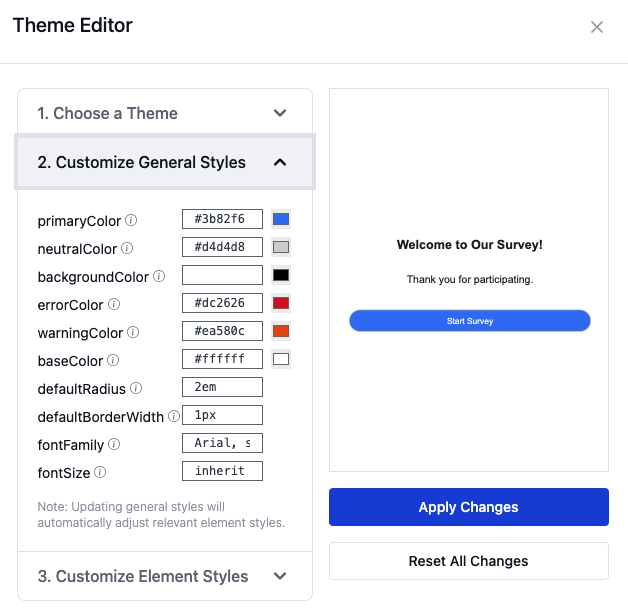 Theme Editor
1. Choose a Theme
2. Customize General Styles
primaryColor #3b82f6
neutralColor #d4d4d8
backgroundColor
errorColor #dc2626
warningColor #ea580c
baseColor #ffffff
defaultRadius 2em
defaultBorderWidth 1px
fontFamily Arial, s
fontSize inherit
Note: Updating general styles will
automatically adjust relevant element styles.
3. Customize Element Styles
Welcome to Our Survey!
Thank you for participating.
Start Survey
Apply Changes
Reset All Changes